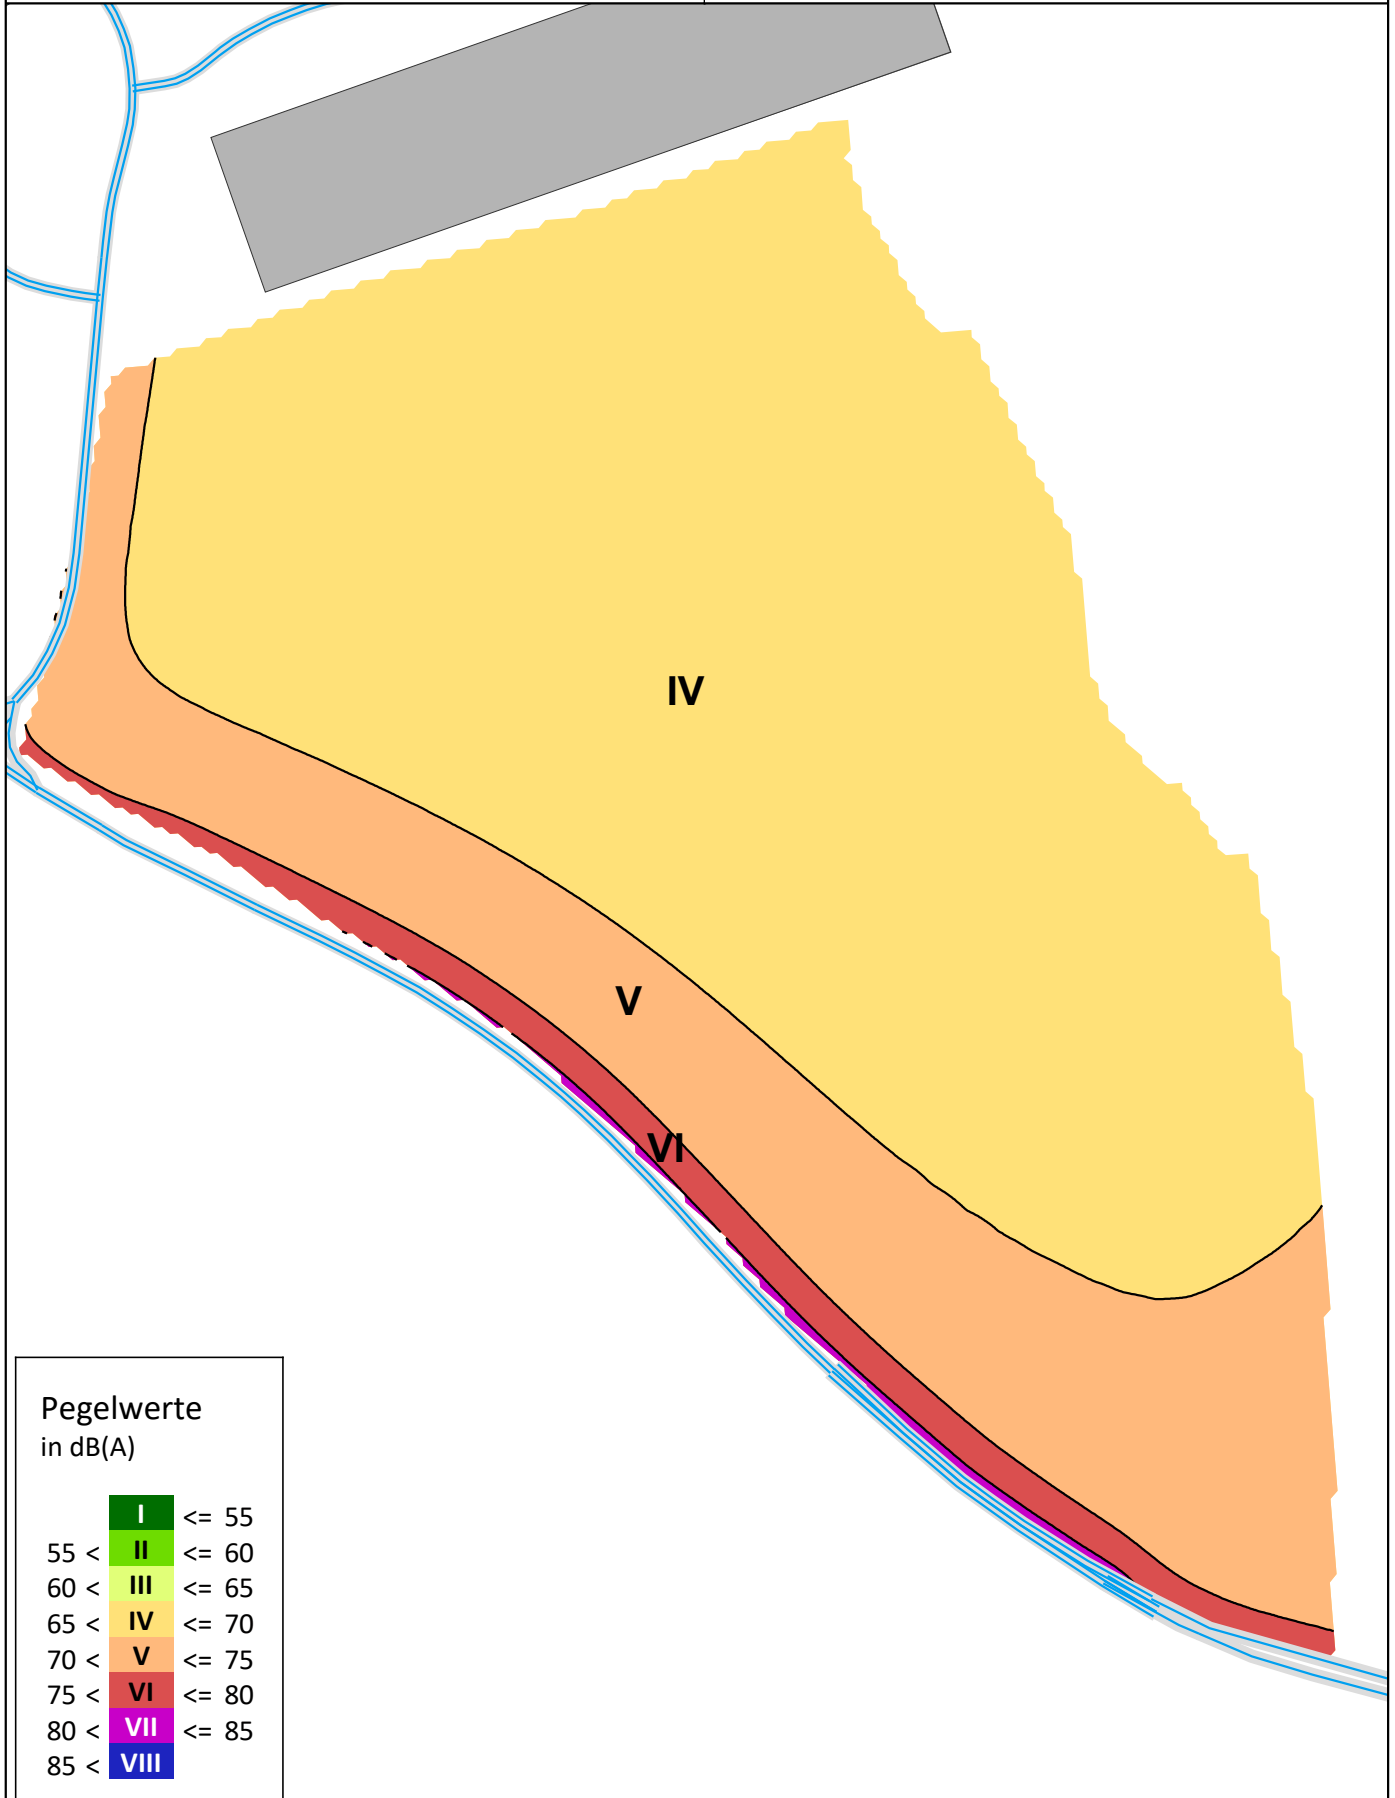 IV
V
VI
Pegelwerte
in dB(A)
I <= 55
55 < II <= 60
60 < III <= 65
65 < IV <= 70
70 < V <= 75
75 < VI <= 80
80 < VII <= 85
85 < VIII